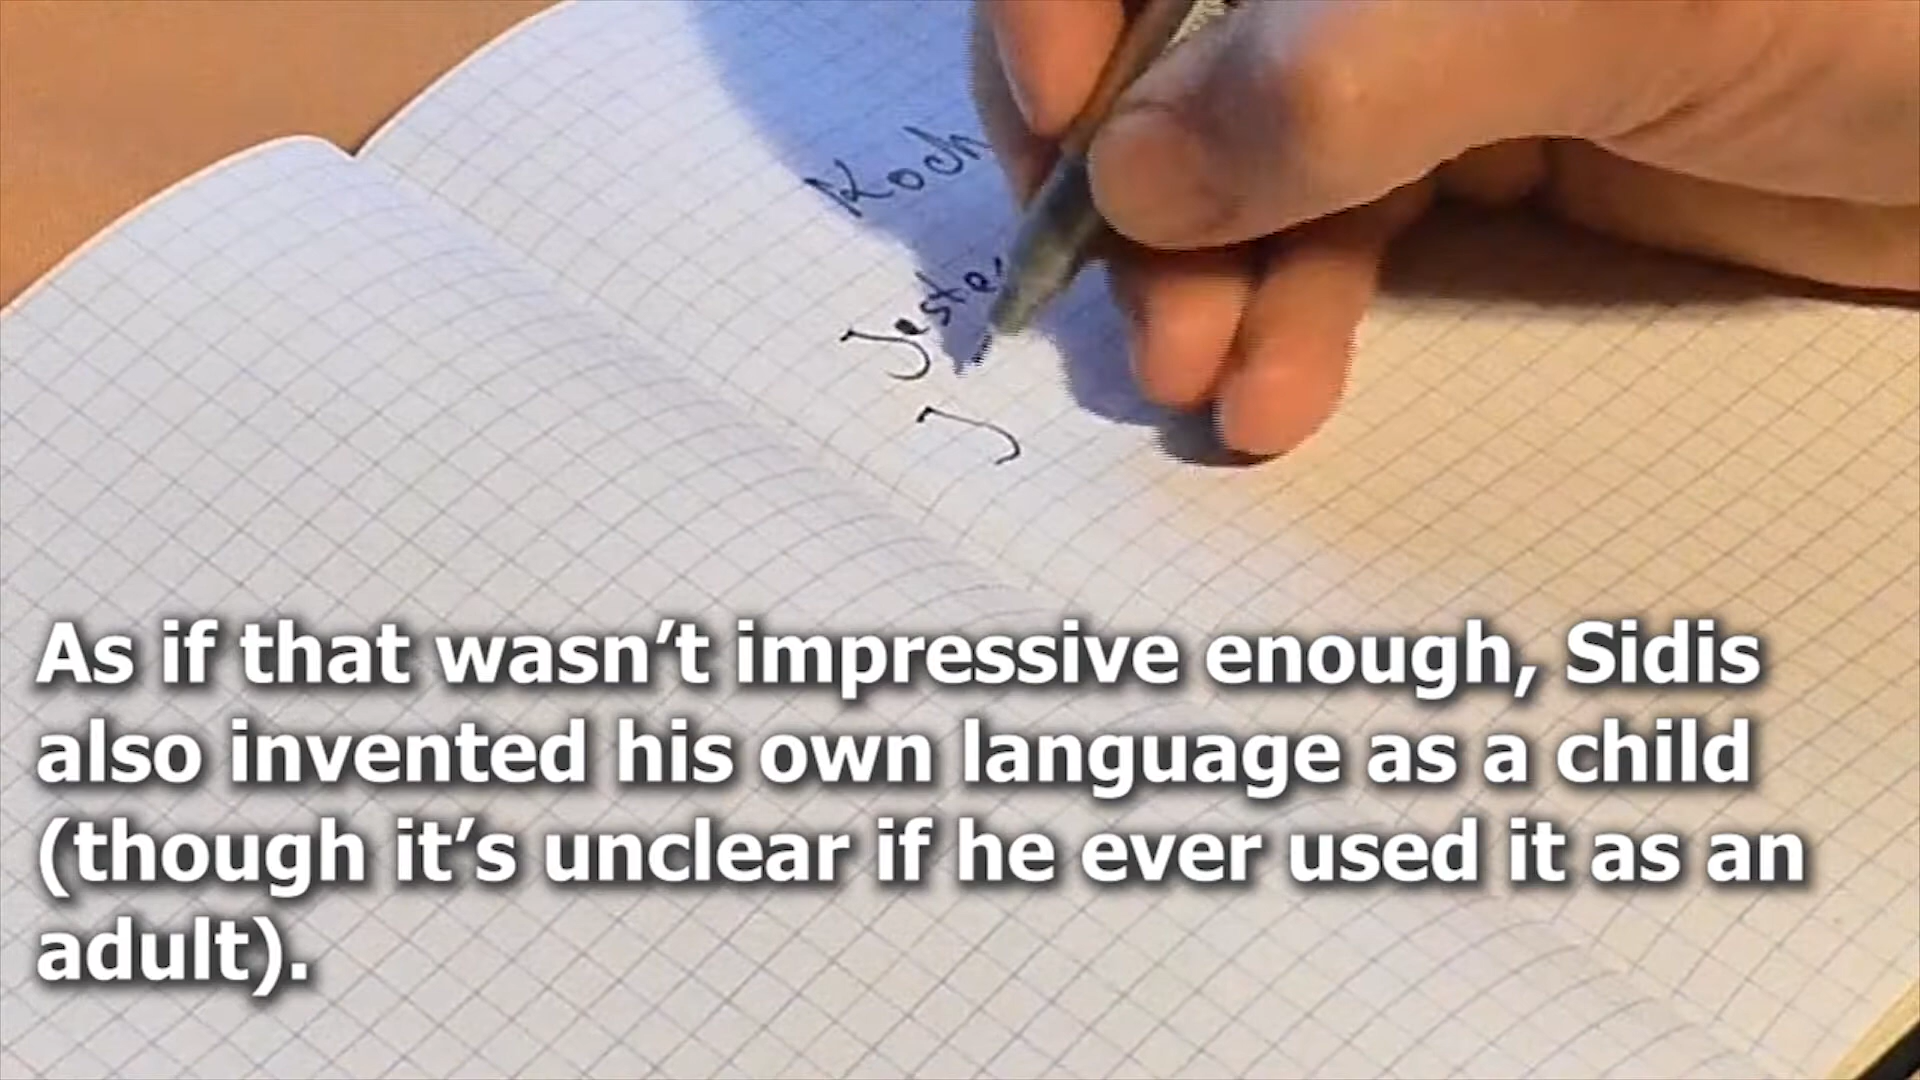 Koch
Jeste
J
As if that wasn’t impressive enough, Sidis
also invented his own language as a child
(though it’s unclear if he ever used it as an
adult).